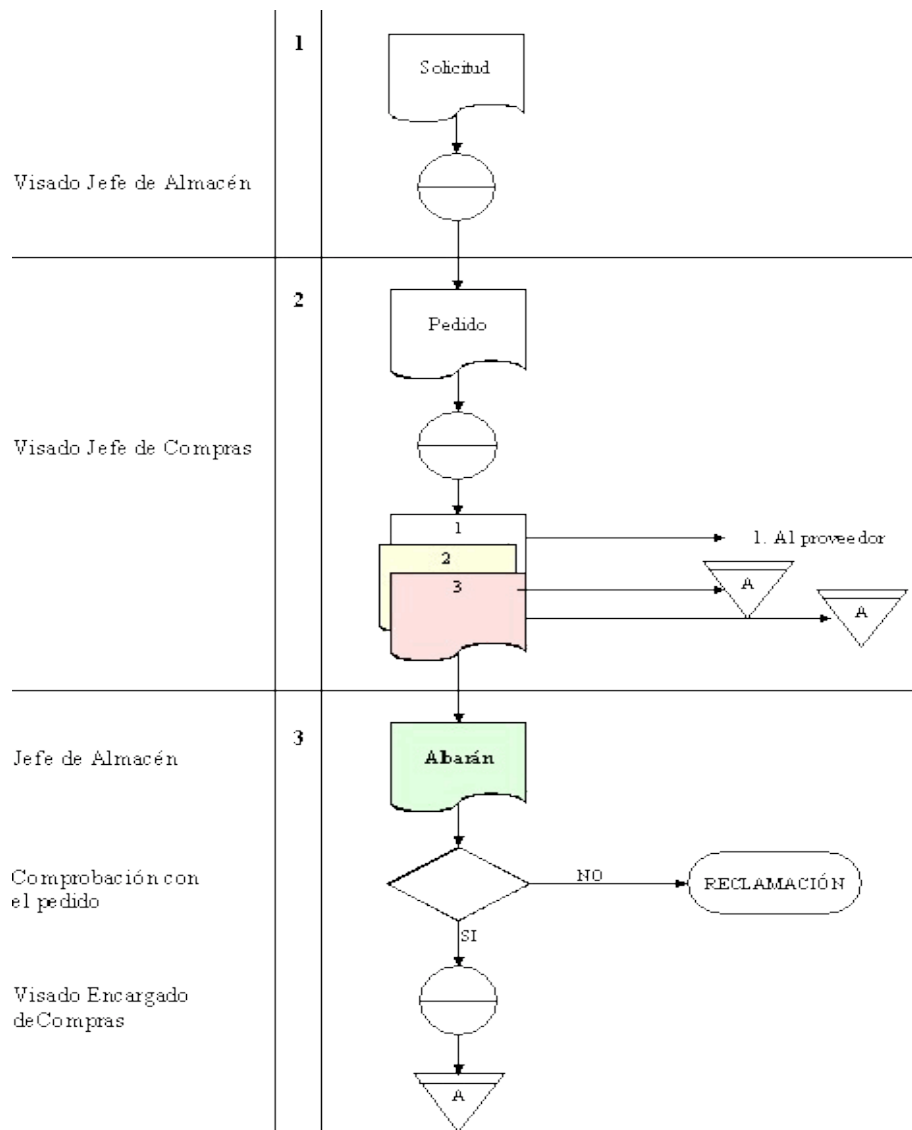 1
Solicitud
Visado Jefe de Almacén
2
Pedido
Visado Jefe de Compras
1
1. Al proveedor
2
A
3
A
3
Jefe de Almacén
Albarán
Comprobación con
el pedido
NO
RECLAMACIÓN
SI
Visado Encargado
deCompras
A